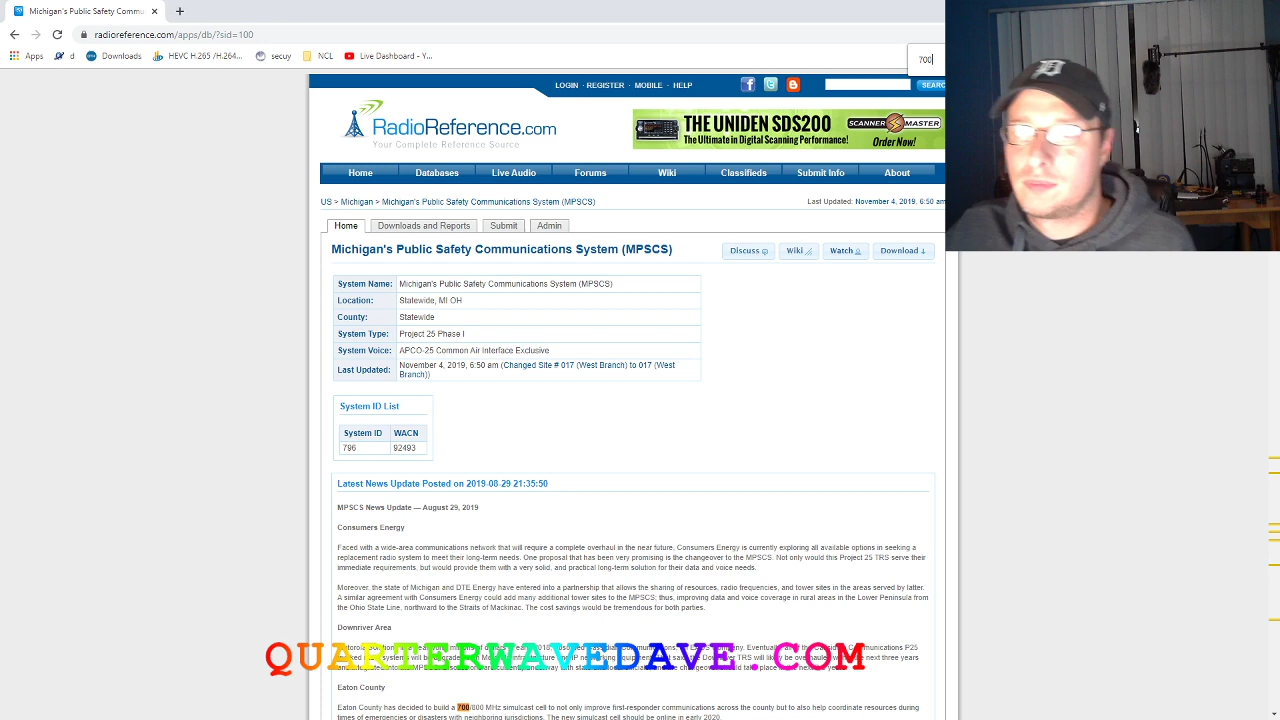 Michigan's Public Safety Commu
radioreference.com/apps/db/?sid=100
Apps d Downloads HEVC H.265 /H.264... secuy NCL Live Dashboard - Y...
700
LOGIN · REGISTER · MOBILE · HELP
SEARC
RadioReference.com
Your Complete Reference Source
THE UNIDEN SDS200
The Ultimate in Digital Scanning Performance!
SCANNER MASTER
Order Now!
Home Databases Live Audio Forums Wiki Classifieds Submit Info About
US > Michigan > Michigan's Public Safety Communications System (MPSCS)
Last Updated: November 4, 2019, 6:50 am
Home Downloads and Reports Submit Admin
Michigan's Public Safety Communications System (MPSCS)
Discuss Wiki Watch Download
System Name: Michigan's Public Safety Communications System (MPSCS)
Location: Statewide, MI OH
County: Statewide
System Type: Project 25 Phase I
System Voice: APCO-25 Common Air Interface Exclusive
Last Updated: November 4, 2019, 6:50 am (Changed Site # 017 (West Branch) to 017 (West
Branch))
System ID List
System ID WACN
796 92493
Latest News Update Posted on 2019-08-29 21:35:50
MPSCS News Update — August 29, 2019
Consumers Energy
Faced with a wide-area communications network that will require a complete overhaul in the near future, Consumers Energy is currently exploring all available options in seeking a
replacement radio system to meet their long-term needs. One proposal that has been very promising is the changeover to the MPSCS. Not only would this Project 25 TRS serve their
immediate requirements, but would provide them with a very solid, and practical long-term solution for their data and voice needs.
Moreover, the state of Michigan and DTE Energy have entered into a partnership that allows the sharing of resources, radio frequencies, and tower sites in the areas served by latter.
A similar agreement with Consumers Energy could add many additional tower sites to the MPSCS; thus, improving data and voice coverage in rural areas in the Lower Peninsula from
the Ohio State Line, northward to the Straits of Mackinac. The cost savings would be tremendous for both parties.
Downriver Area
QUARTERWAVEDAVE.COM
Eaton County
Eaton County has decided to build a 700/800 MHz simulcast cell to not only improve first-responder communications across the county but to also help coordinate resources during
times of emergencies or disasters with neighboring jurisdictions. The new simulcast cell should be online in early 2020.